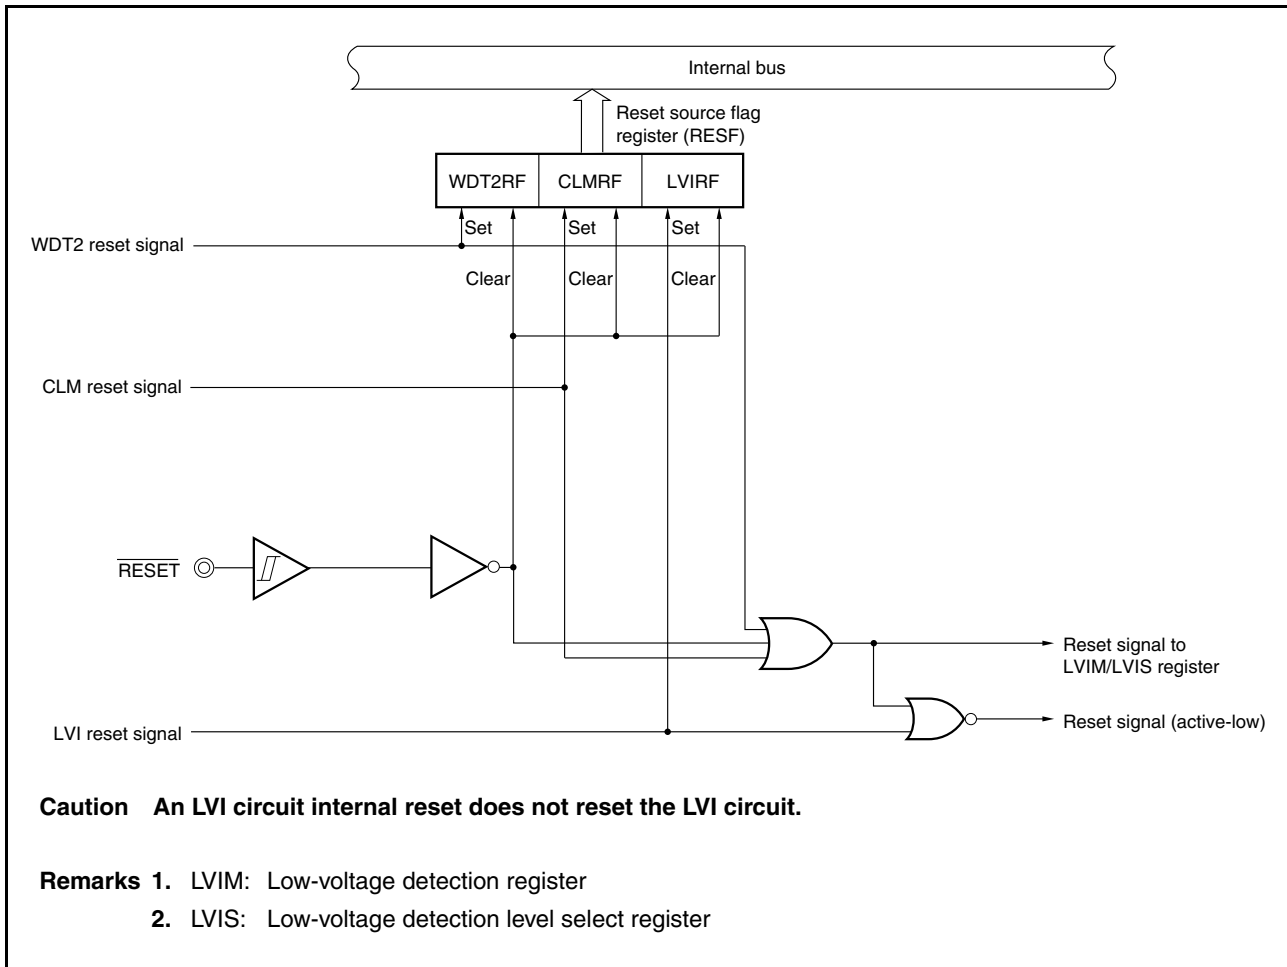 Internal bus
Reset source flag
register (RESF)
WDT2RF CLMRF LVIRF
Set Set Set
WDT2 reset signal
Clear Clear Clear
CLM reset signal
RESET
Reset signal to
LVIM/LVIS register
Reset signal (active-low)
LVI reset signal
Caution An LVI circuit internal reset does not reset the LVI circuit.
Remarks 1. LVIM: Low-voltage detection register
2. LVIS: Low-voltage detection level select register